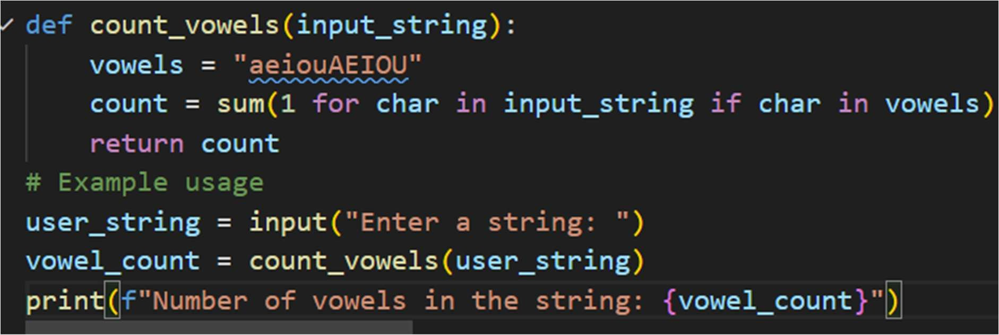 def count_vowels(input_string):
    vowels = "aeiouAEIOU"
    count = sum(1 for char in input_string if char in vowels)
    return count
# Example usage
user_string = input("Enter a string: ")
vowel_count = count_vowels(user_string)
print(f"Number of vowels in the string: {vowel_count}")